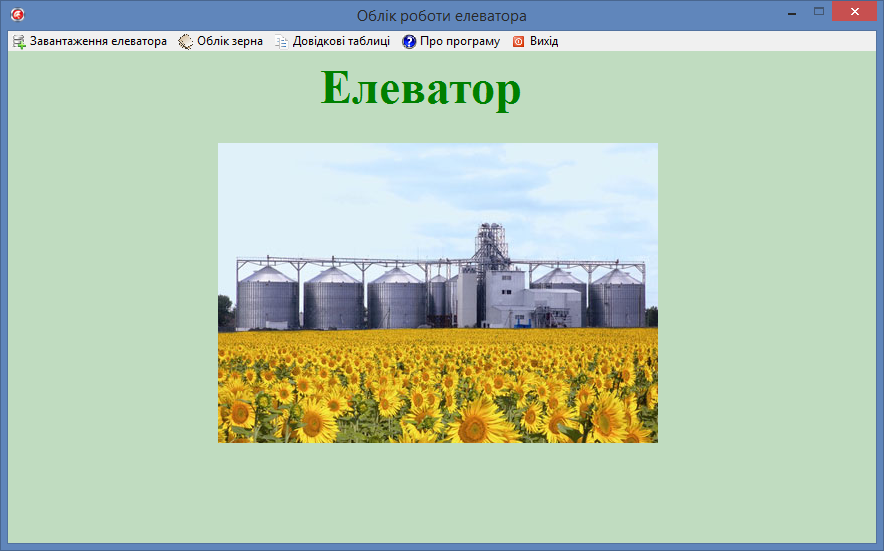 Облік роботи елеватора
Завантаження елеватора Облік зерна Довідкові таблиці Про програму Вихід
Елеватор